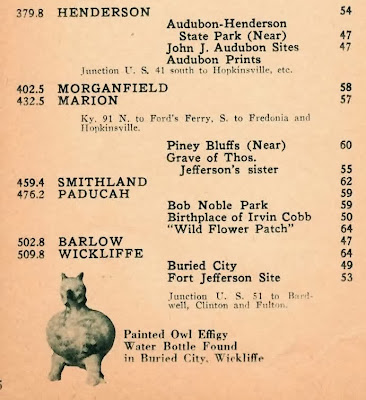 379.8 HENDERSON 54
Audubon-Henderson
State Park (Near) 47
John J. Audubon Sites 47
Audubon Prints 47
Junction U. S. 41 south to Hopkinsville, etc.
402.5 MORGANFIELD 58
432.5 MARION 57
Ky. 91 N. to Ford's Ferry, S. to Fredonia and
Hopkinsville.
Piney Bluffs (Near) 60
Grave of Thos.
Jefferson's sister 55
459.4 SMITHLAND 62
476.2 PADUCAH 59
Bob Noble Park 59
Birthplace of Irvin Cobb 50
"Wild Flower Patch" 64
502.8 BARLOW 47
509.8 WICKLIFFE 64
Buried City 49
Fort Jefferson Site 53
Junction U. S. 51 to Bard-
well, Clinton and Fulton.
Painted Owl Effigy
Water Bottle Found
in Buried City, Wickliffe